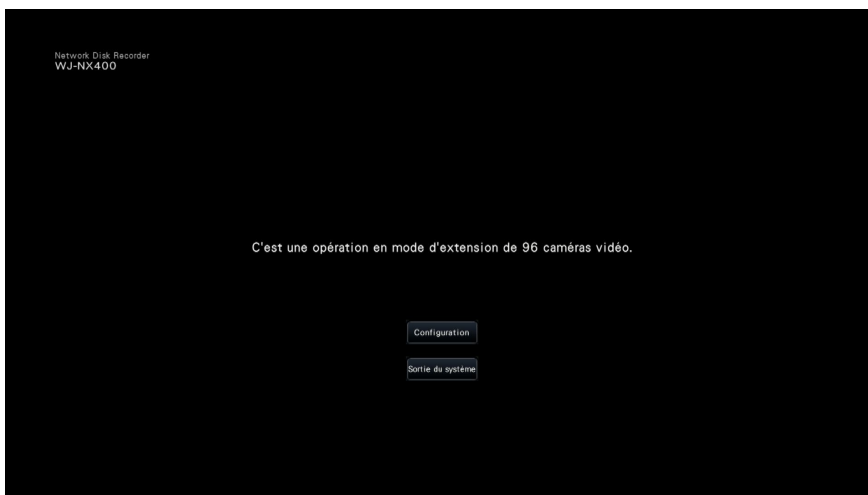 Network Disk Recorder
WJ-NX400
C'est une opération en mode d'extension de 96 caméras vidéo.
Configuration
Sortie du système